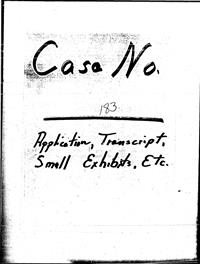 Case No.
183
Application, Transcript,
Small Exhibits, Etc.